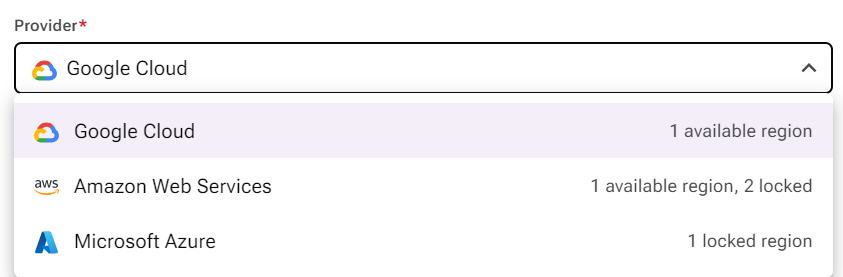 Provider*
Google Cloud
Google Cloud 1 available region
aws Amazon Web Services 1 available region, 2 locked
Microsoft Azure 1 locked region